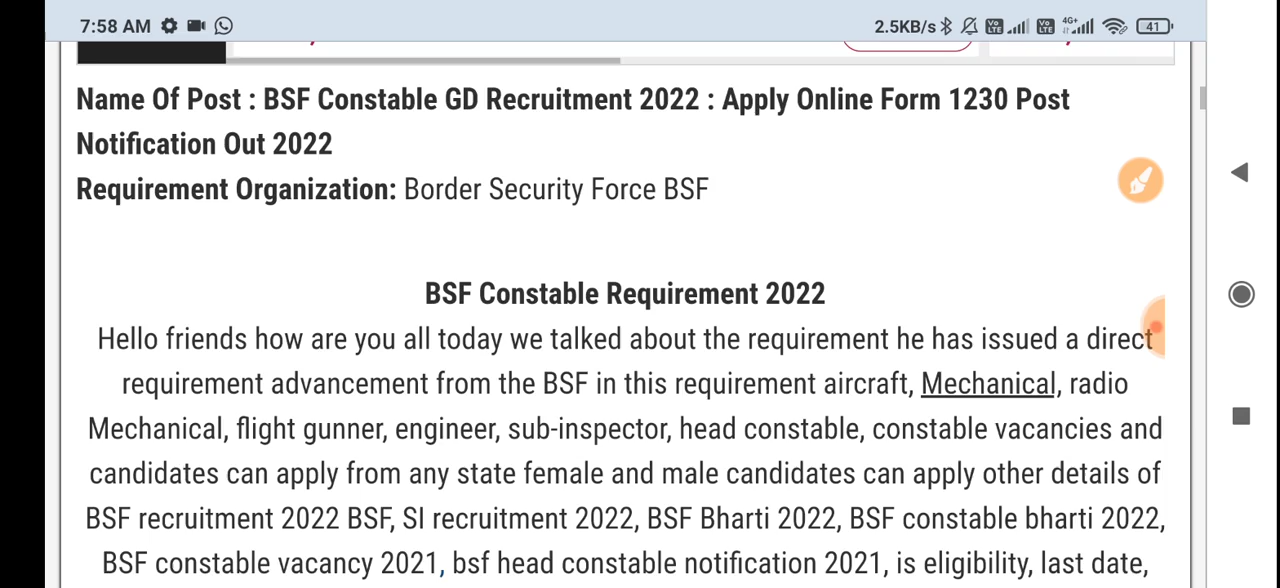 7:58 AM 2.5KB/s Vo LTE Vo LTE 4G+ 41
Name Of Post : BSF Constable GD Recruitment 2022 : Apply Online Form 1230 Post
Notification Out 2022
Requirement Organization: Border Security Force BSF
BSF Constable Requirement 2022
Hello friends how are you all today we talked about the requirement he has issued a direct
requirement advancement from the BSF in this requirement aircraft, Mechanical, radio
Mechanical, flight gunner, engineer, sub-inspector, head constable, constable vacancies and
candidates can apply from any state female and male candidates can apply other details of
BSF recruitment 2022 BSF, SI recruitment 2022, BSF Bharti 2022, BSF constable bharti 2022,
BSF constable vacancy 2021, bsf head constable notification 2021, is eligibility, last date,